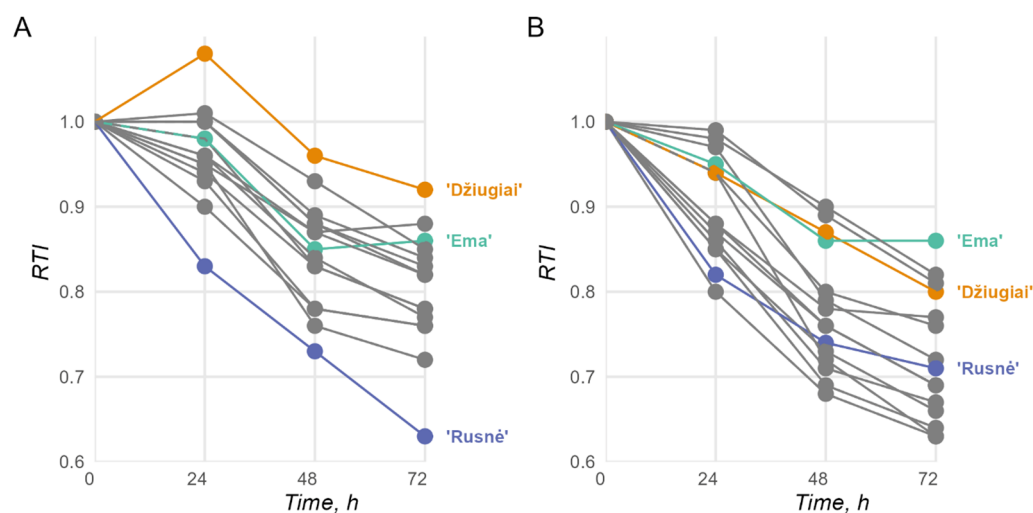 A
1.0
0.9
0.8
0.7
0.6
RTI
0 24 48 72
Time, h
'Džiugiai'
'Ema'
'Rusnė'
B
1.0
0.9
0.8
0.7
0.6
RTI
0 24 48 72
Time, h
'Ema'
'Džiugiai'
'Rusnė'